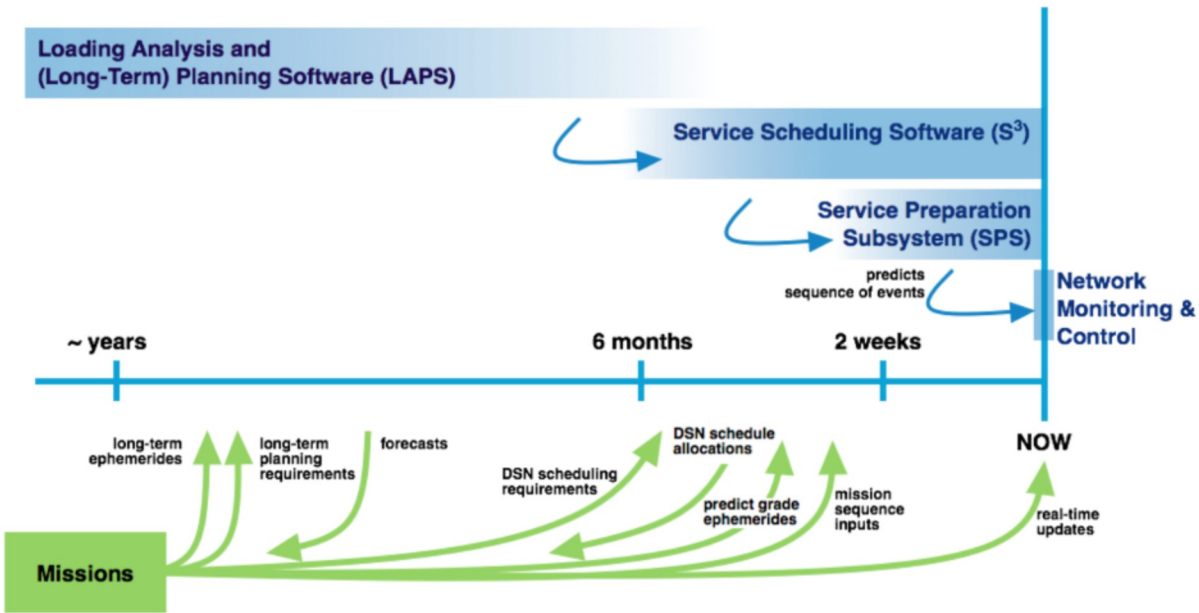 Loading Analysis and
(Long-Term) Planning Software (LAPS)
Service Scheduling Software (S³)
Service Preparation
Subsystem (SPS)
predicts
sequence of events
Network
Monitoring &
Control
~ years
6 months
2 weeks
NOW
long-term
ephemerides
long-term
planning
requirements
forecasts
DSN scheduling
requirements
DSN schedule
allocations
predict grade
ephemerides
mission
sequence
inputs
real-time
updates
Missions